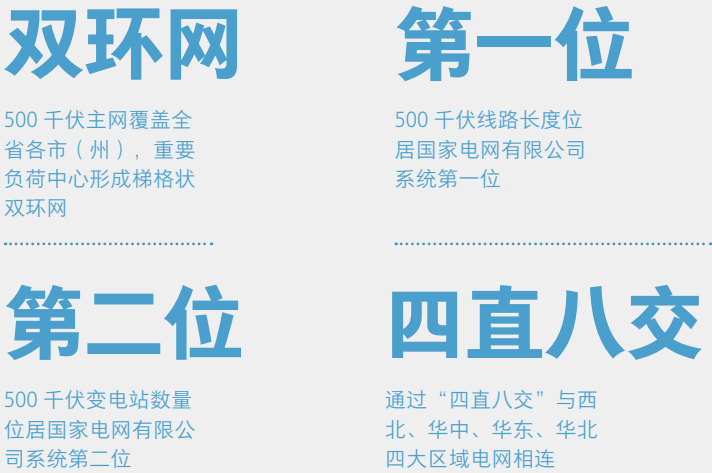 双环网
500 千伏主网覆盖全
省各市（州），重要
负荷中心形成梯格状
双环网
第一位
500 千伏线路长度位
居国家电网有限公司
系统第一位
第二位
500 千伏变电站数量
位居国家电网有限公
司系统第二位
四直八交
通过“四直八交”与西
北、华中、华东、华北
四大区域电网相连